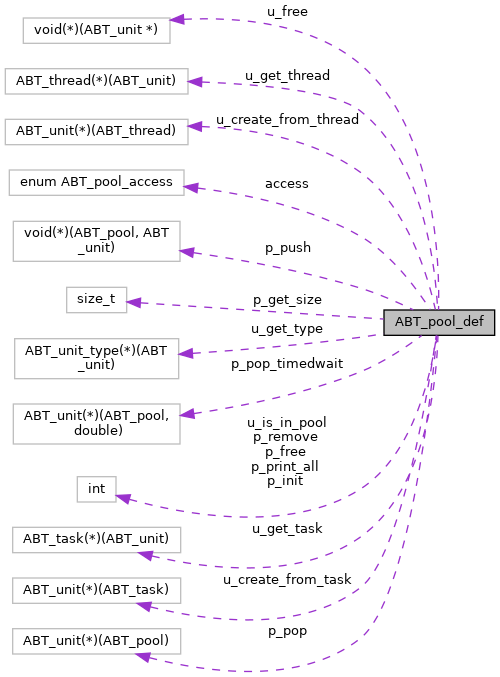 u_free
void(*)(ABT_unit *)
u_get_thread
ABT_thread(*)(ABT_unit)
u_create_from_thread
ABT_unit(*)(ABT_thread)
access
enum ABT_pool_access
p_push
void(*)(ABT_pool, ABT
_unit)
p_get_size
size_t
ABT_pool_def
u_get_type
ABT_unit_type(*)(ABT
_unit)
p_pop_timedwait
ABT_unit(*)(ABT_pool,
double)
u_is_in_pool
p_remove
p_free
p_print_all
p_init
int
u_get_task
ABT_task(*)(ABT_unit)
u_create_from_task
ABT_unit(*)(ABT_task)
p_pop
ABT_unit(*)(ABT_pool)